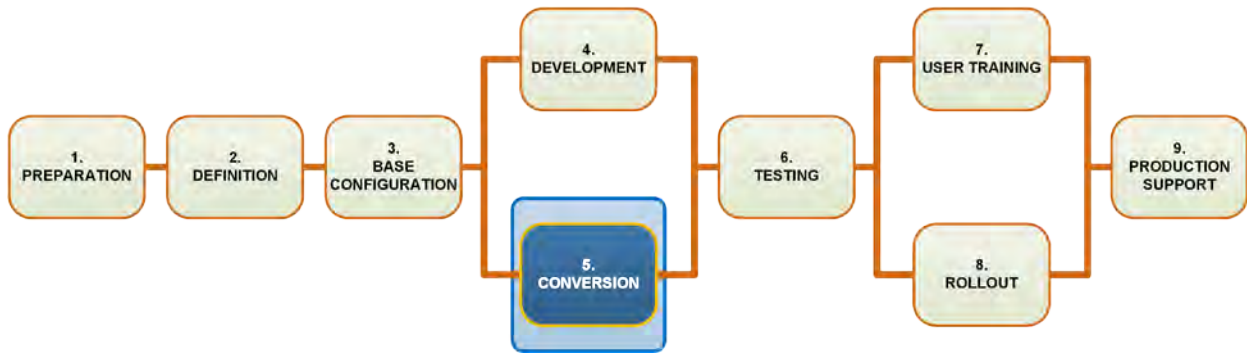 1.
PREPARATION
2.
DEFINITION
3.
BASE
CONFIGURATION
4.
DEVELOPMENT
5.
CONVERSION
6.
TESTING
7.
USER TRAINING
8.
ROLLOUT
9.
PRODUCTION
SUPPORT